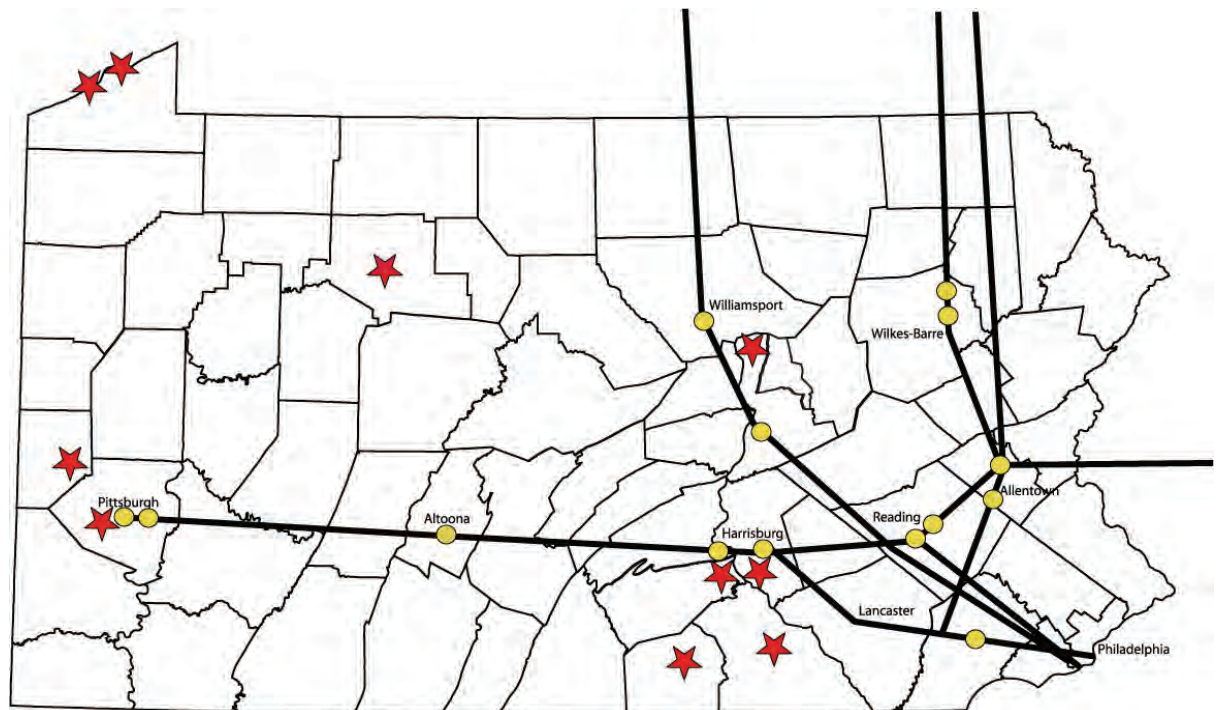 Williamsport
Wilkes-Barre
Allentown
Pittsburgh
Altoona
Harrisburg
Reading
Lancaster
Philadelphia